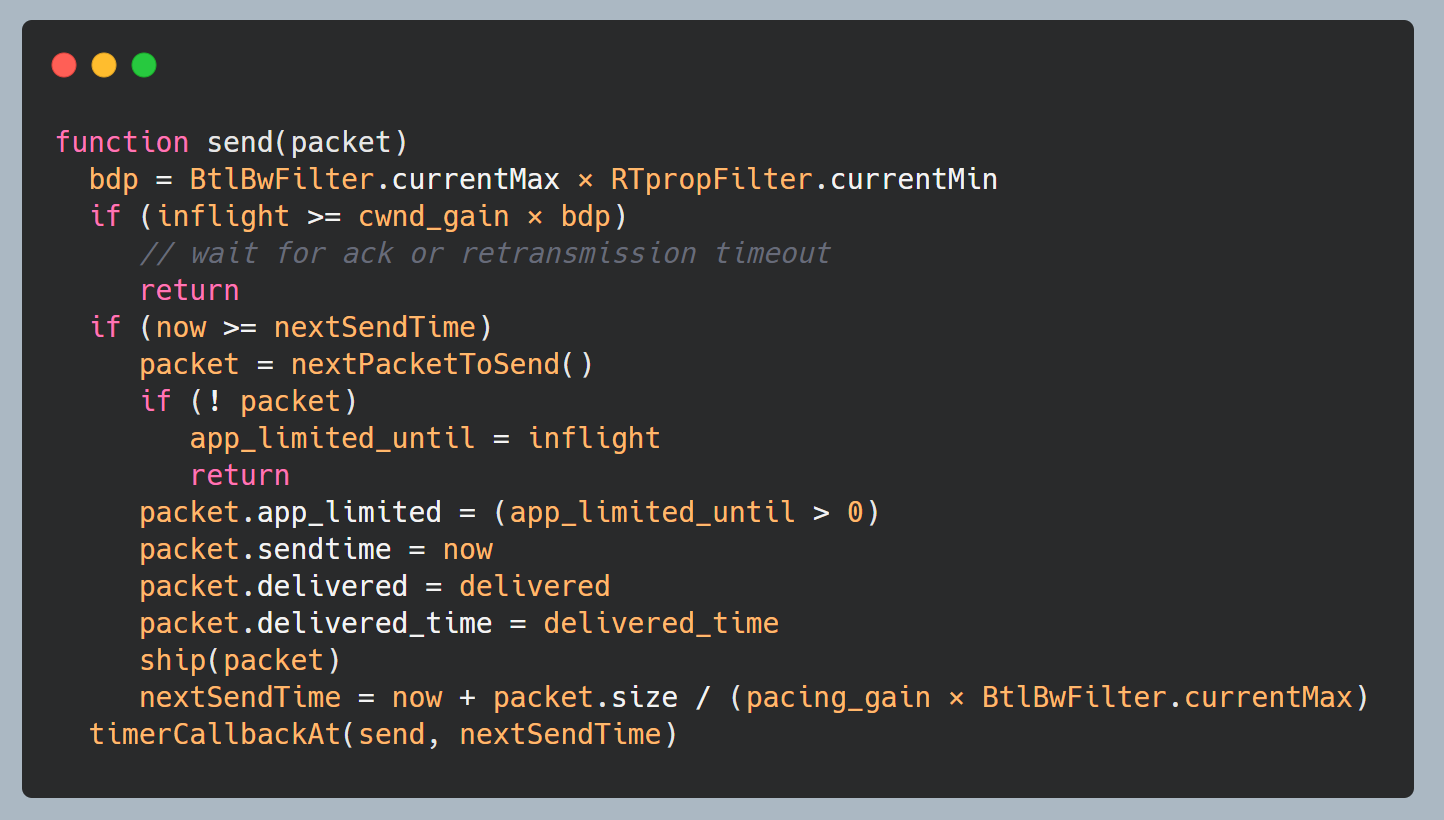 function send(packet)
  bdp = BtlBwFilter.currentMax × RTpropFilter.currentMin
  if (inflight >= cwnd_gain × bdp)
     // wait for ack or retransmission timeout
     return
  if (now >= nextSendTime)
     packet = nextPacketToSend()
     if (! packet)
        app_limited_until = inflight
        return
     packet.app_limited = (app_limited_until > 0)
     packet.sendtime = now
     packet.delivered = delivered
     packet.delivered_time = delivered_time
     ship(packet)
     nextSendTime = now + packet.size / (pacing_gain × BtlBwFilter.currentMax)
  timerCallbackAt(send, nextSendTime)